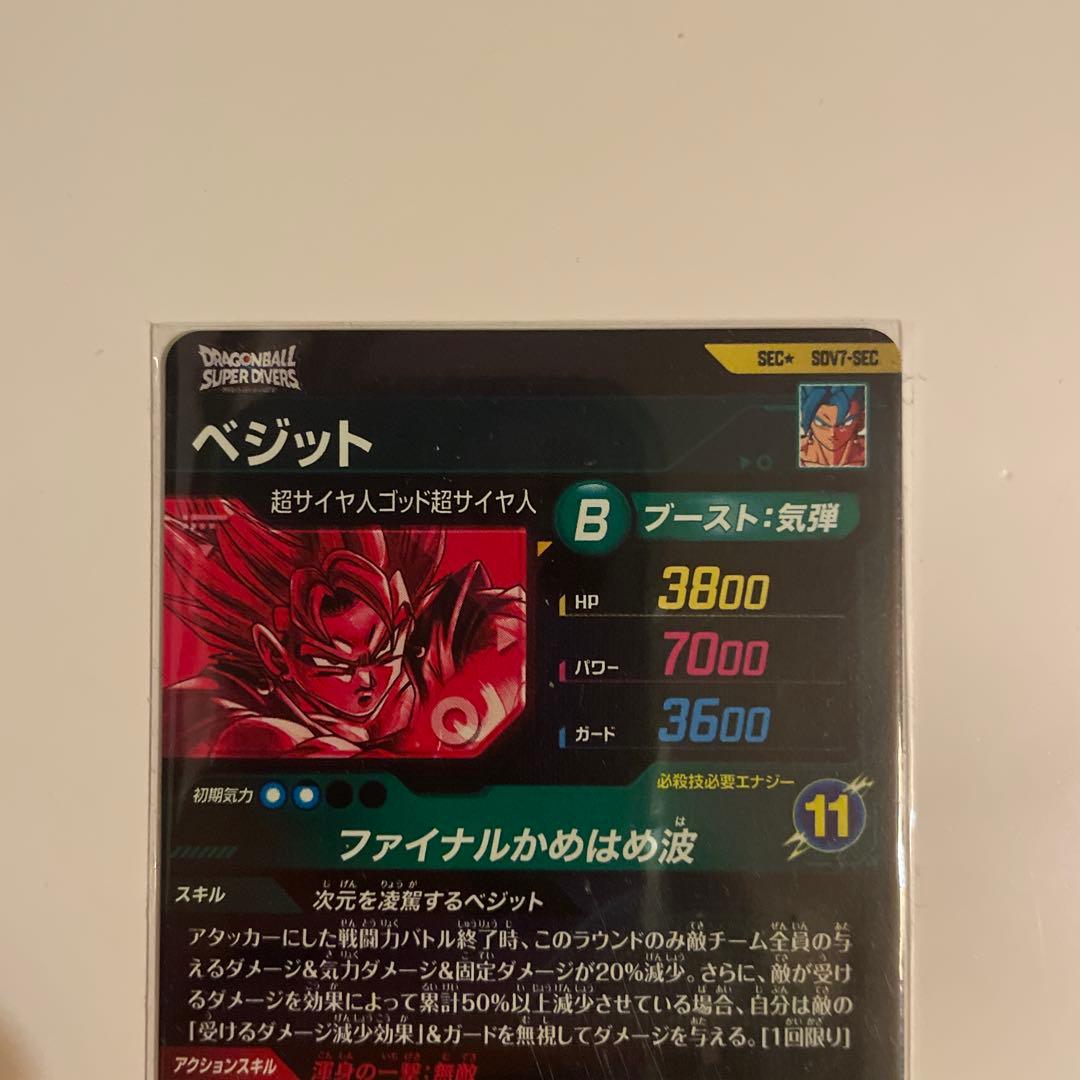 DRAGONBALL
SUPER DIVERS
SEC★ SDV7-SEC
ベジット
超サイヤ人ゴッド超サイヤ人
B ブースト:気弾
HP 3800
パワー 7000
ガード 3600
初期気力
必殺技必要エナジー
11
ファイナルかめはめ波
スキル 次元を凌駕するベジット
アタッカーにした戦闘力バトル終了時、このラウンドのみ敵チーム全員の与
えるダメージ&気力ダメージ&固定ダメージが20%減少。さらに、敵が受け
るダメージを効果によって累計50%以上減少させている場合、自分は敵の
「受けるダメージ減少効果」&ガードを無視してダメージを与える。[1回限り]
アクションスキル 渾身の一撃:無敵